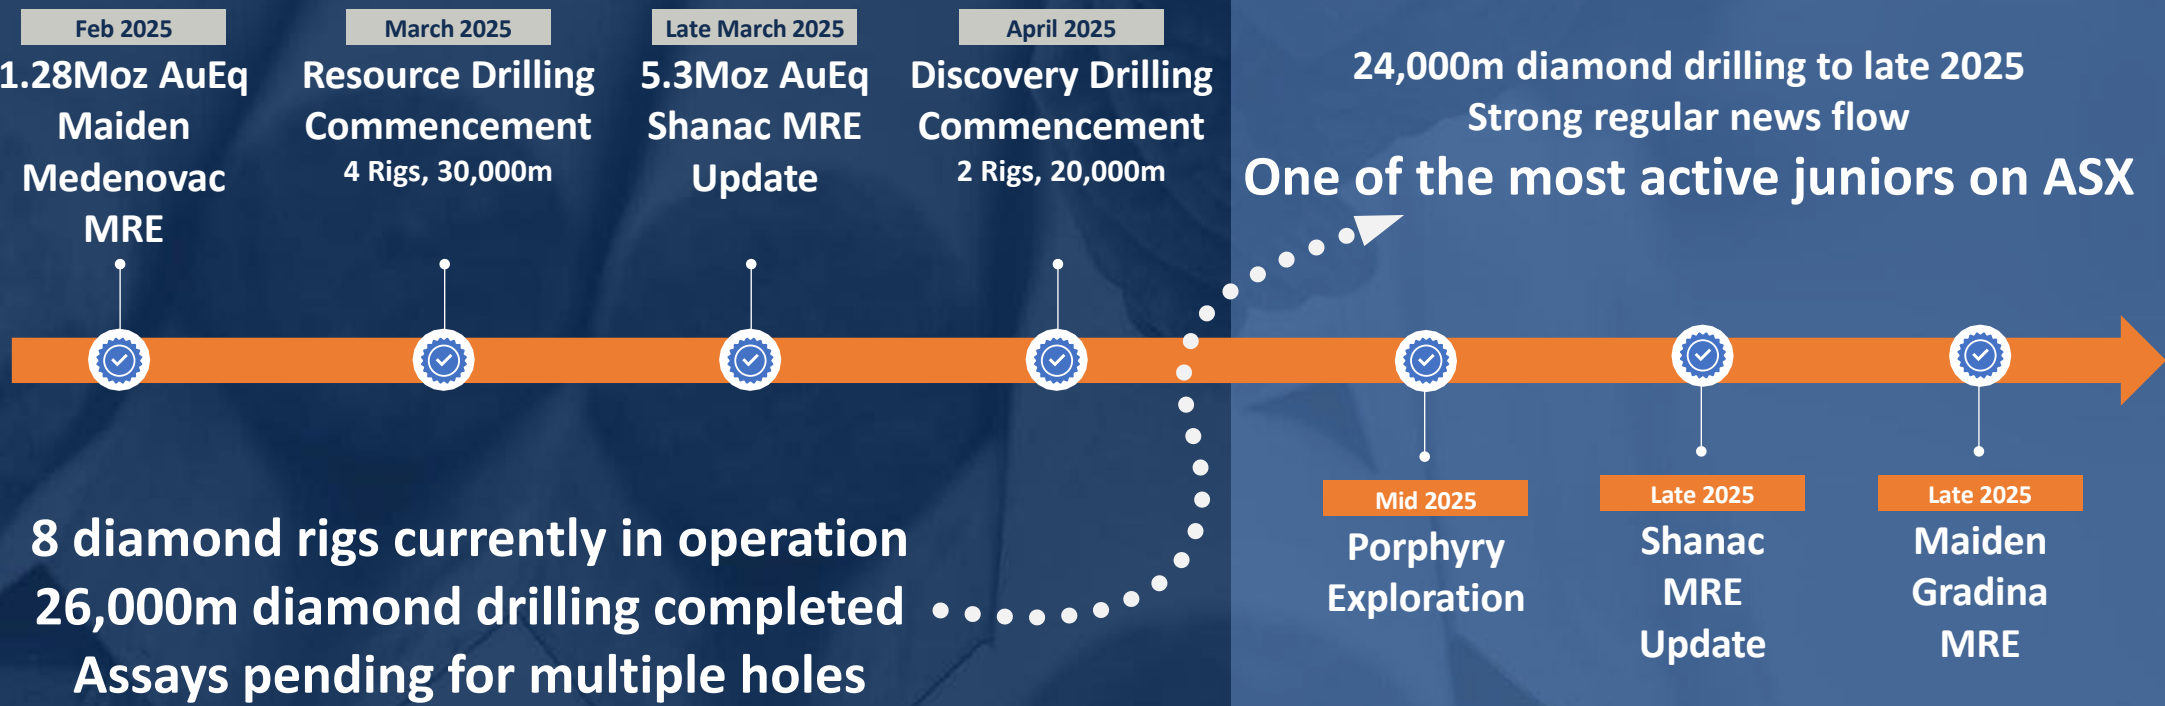 Feb 2025
1.28Moz AuEq
Maiden
Medenovac
MRE
March 2025
Resource Drilling
Commencement
4 Rigs, 30,000m
Late March 2025
5.3Moz AuEq
Shanac MRE
Update
April 2025
Discovery Drilling
Commencement
2 Rigs, 20,000m
24,000m diamond drilling to late 2025
Strong regular news flow
One of the most active juniors on ASX
8 diamond rigs currently in operation
26,000m diamond drilling completed
Assays pending for multiple holes
Mid 2025
Porphyry
Exploration
Late 2025
Shanac
MRE
Update
Late 2025
Maiden
Gradina
MRE